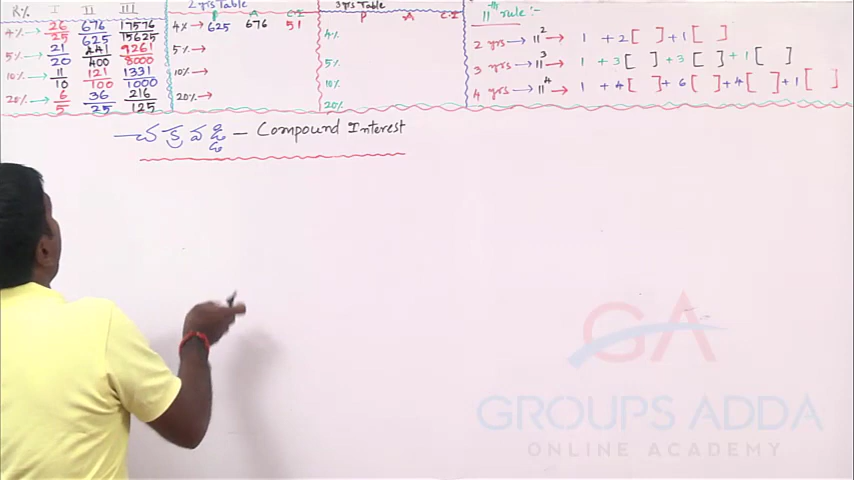 R% I II III
4% → 26/25 676/625 17576/15625
5% → 21/20 441/400 9261/8000
10% → 11/10 121/100 1331/1000
20% → 6/5 36/25 216/125
2 yrs Table
P A C.I
4% → 625 676 51
5% →
10% →
20% →
3 yrs Table
P A C.I
4%
5%
10%
20%
11th rule :-
2 yrs → 11² → 1 + 2[ ] + 1[ ]
3 yrs → 11³ → 1 + 3[ ] + 3[ ] + 1[ ]
4 yrs → 11⁴ → 1 + 4[ ] + 6[ ] + 4[ ] + 1[ ]
చక్రవడ్డీ - Compound Interest
GA
GROUPS ADDA
ONLINE ACADEMY